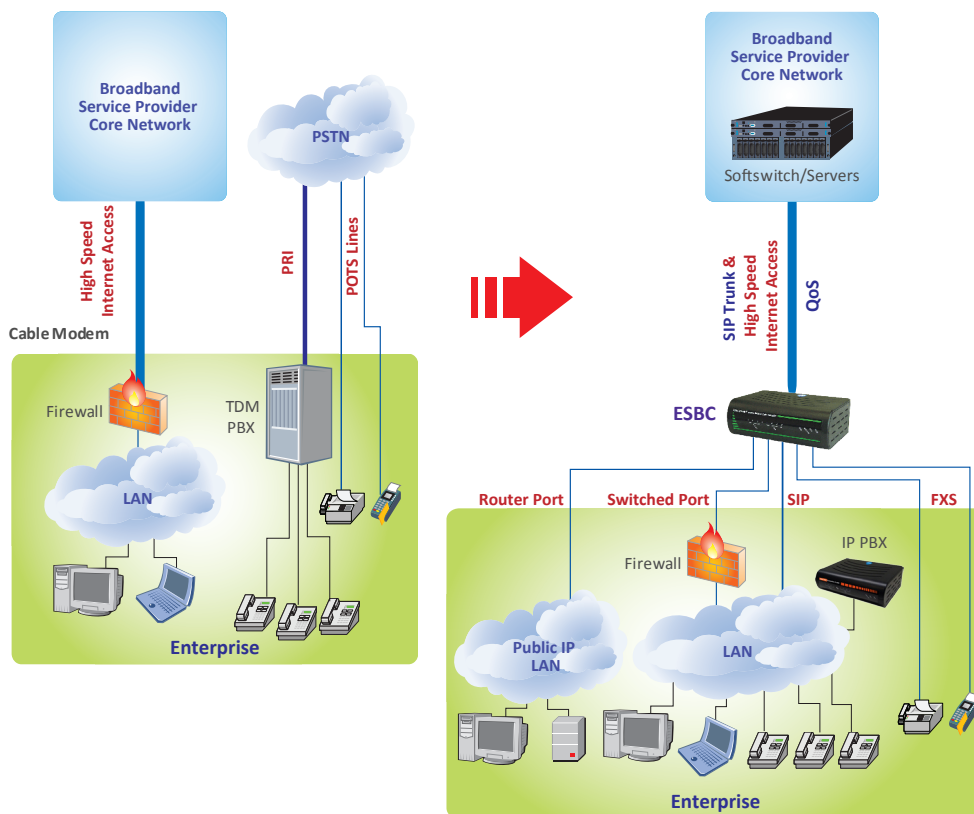 Broadband
Service Provider
Core Network
PSTN
High Speed
Internet Access
PRI
POTS Lines
Cable Modem
Firewall
TDM
PBX
LAN
Enterprise
Broadband
Service Provider
Core Network
Softswitch/Servers
SIP Trunk &
High Speed
Internet Access
QoS
ESBC
Router Port
Switched Port
SIP
FXS
Firewall
IP PBX
Public IP
LAN
LAN
Enterprise